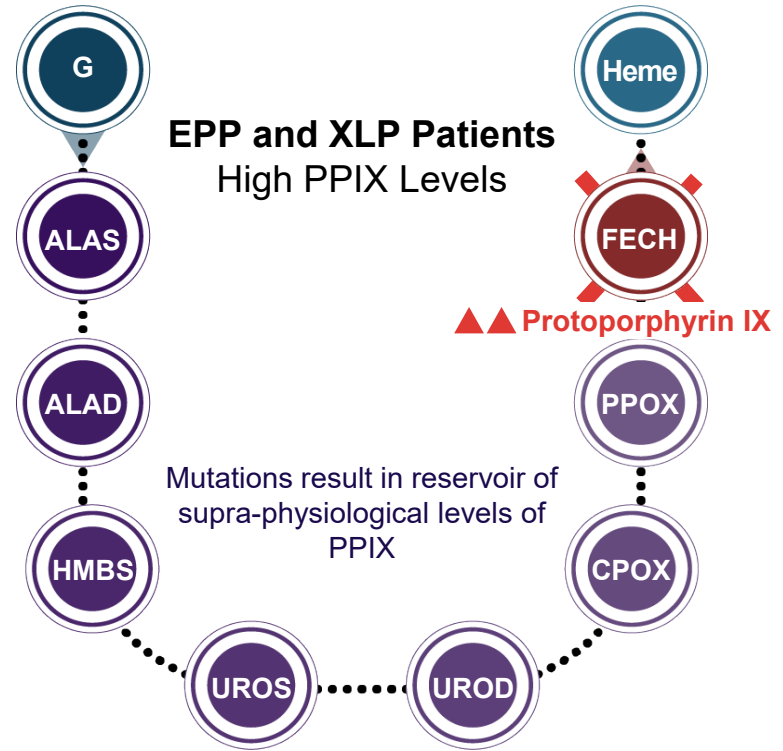 G
Heme
EPP and XLP Patients
High PPIX Levels
ALAS
FECH
▲▲ Protoporphyrin IX
ALAD
PPOX
Mutations result in reservoir of
supra-physiological levels of
PPIX
HMBS
CPOX
UROS
UROD